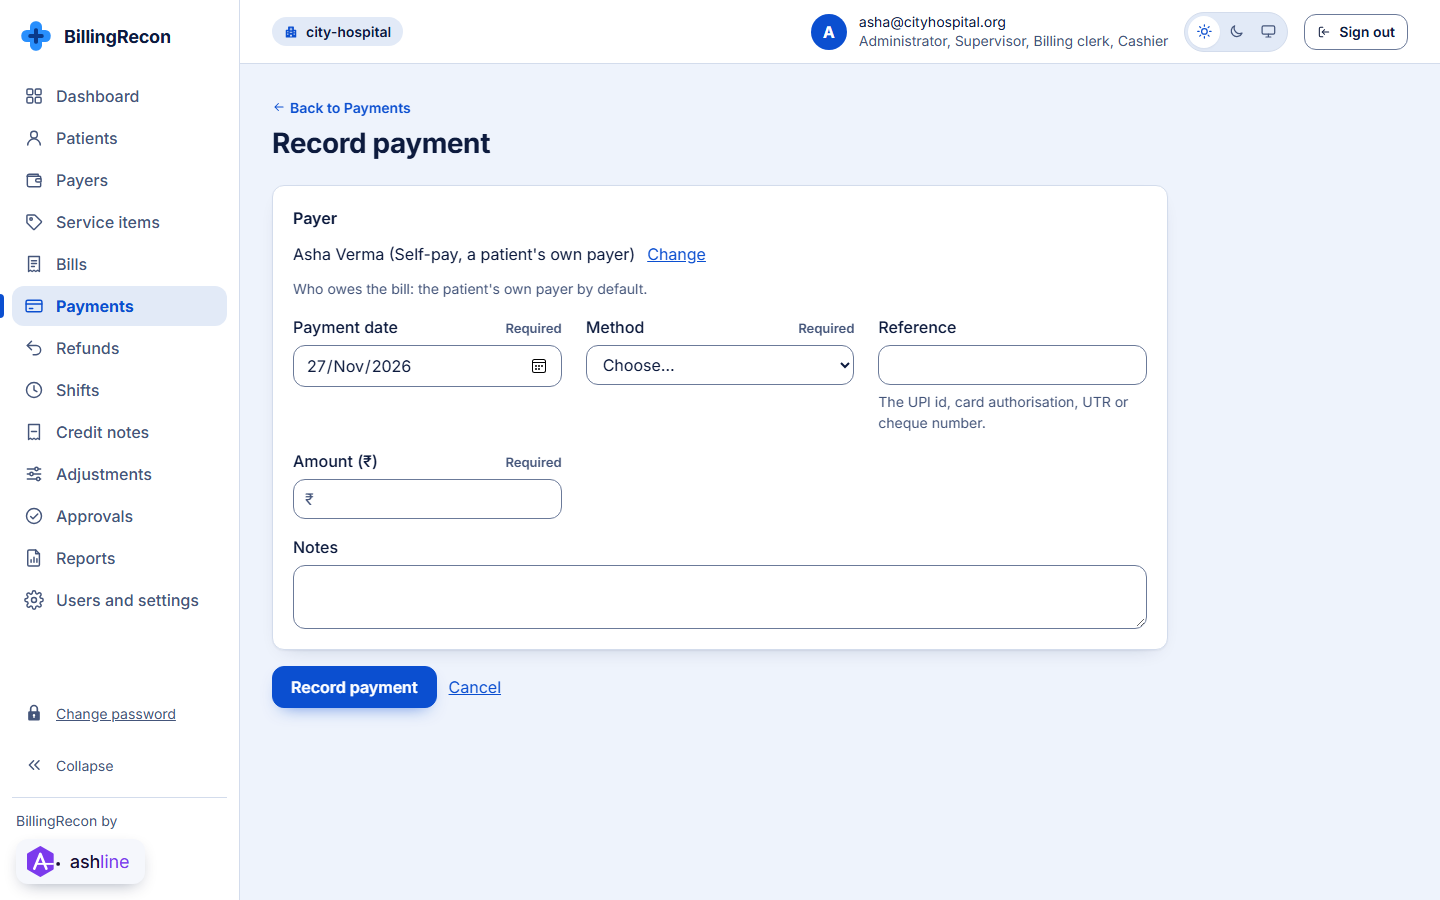 BillingRecon
Dashboard
Patients
Payers
Service items
Bills
Payments
Refunds
Shifts
Credit notes
Adjustments
Approvals
Reports
Users and settings
Change password
Collapse
BillingRecon by
A ashline
city-hospital
A
asha@cityhospital.org
Administrator, Supervisor, Billing clerk, Cashier
Sign out
Back to Payments
Record payment
Payer
Asha Verma (Self-pay, a patient's own payer) Change
Who owes the bill: the patient's own payer by default.
Payment date Required
27/Nov/2026
Method Required
Choose...
Reference
The UPI id, card authorisation, UTR or
cheque number.
Amount (₹) Required
₹
Notes
Record payment Cancel